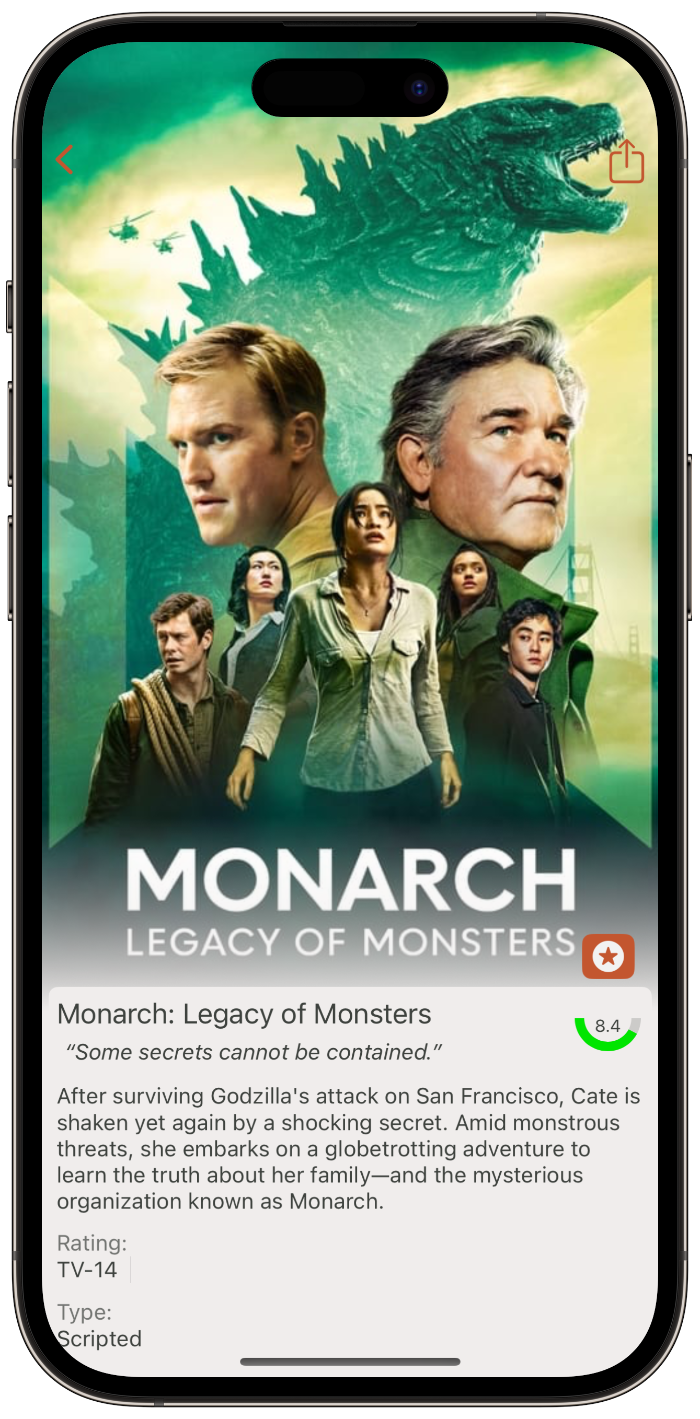 MONARCH
LEGACY OF MONSTERS
Monarch: Legacy of Monsters
8.4
“Some secrets cannot be contained.”
After surviving Godzilla's attack on San Francisco, Cate is
shaken yet again by a shocking secret. Amid monstrous
threats, she embarks on a globetrotting adventure to
learn the truth about her family—and the mysterious
organization known as Monarch.
Rating:
TV-14
Type:
Scripted